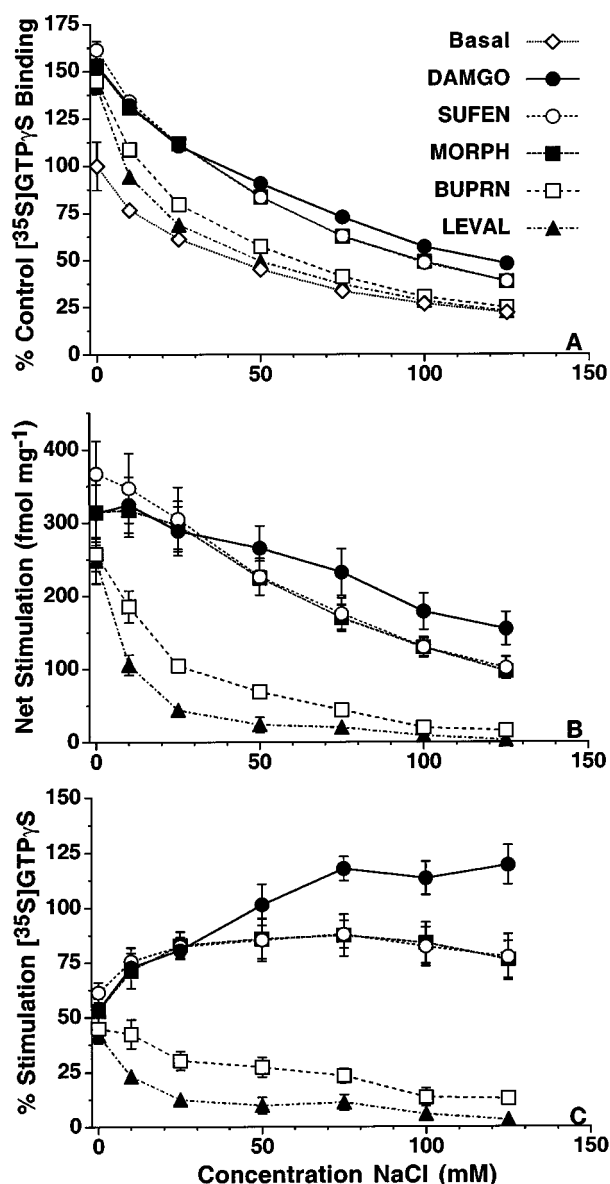 % Control [³⁵S]GTPγS Binding
175
150
125
100
75
50
25
0
Basal
DAMGO
SUFEN
MORPH
BUPRN
LEVAL
A
0
50
100
150
Net Stimulation (fmol mg⁻¹)
400
300
200
100
0
B
0
50
100
150
% Stimulation [³⁵S]GTPγS
150
125
100
75
50
25
0
C
0
50
100
150
Concentration NaCl (mM)